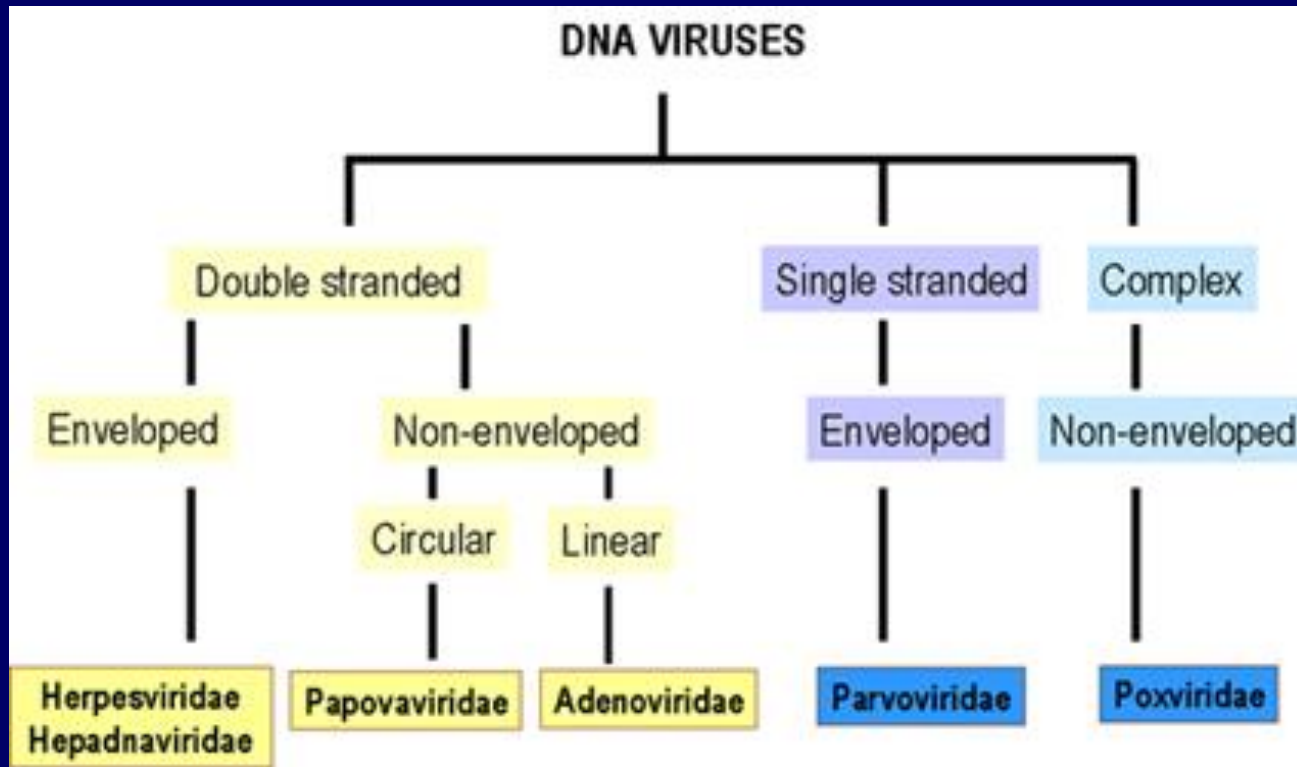 DNA VIRUSES
Double stranded
Single stranded
Complex
Enveloped
Non-enveloped
Enveloped
Non-enveloped
Circular
Linear
Herpesviridae
Hepadnaviridae
Papovaviridae
Adenoviridae
Parvoviridae
Poxviridae